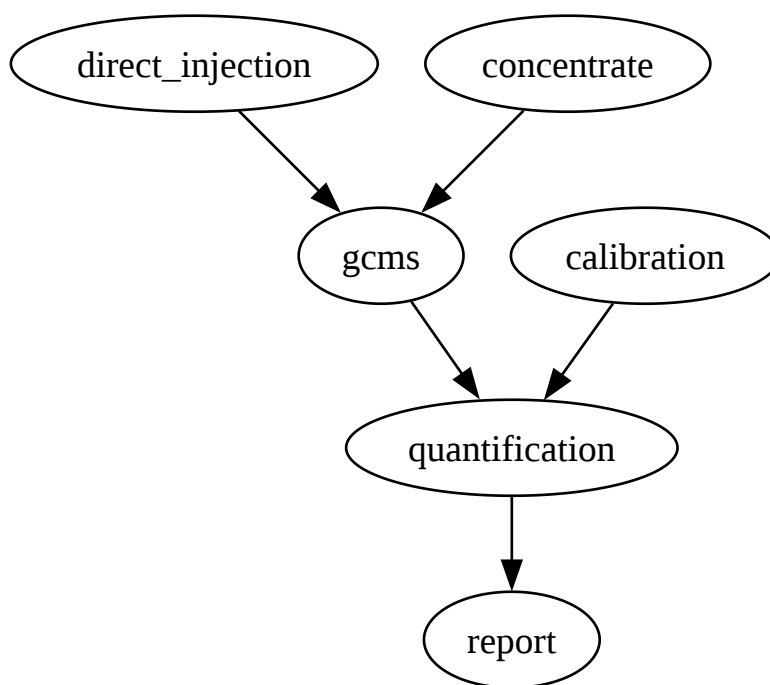 direct_injection
concentrate
gcms
calibration
quantification
report